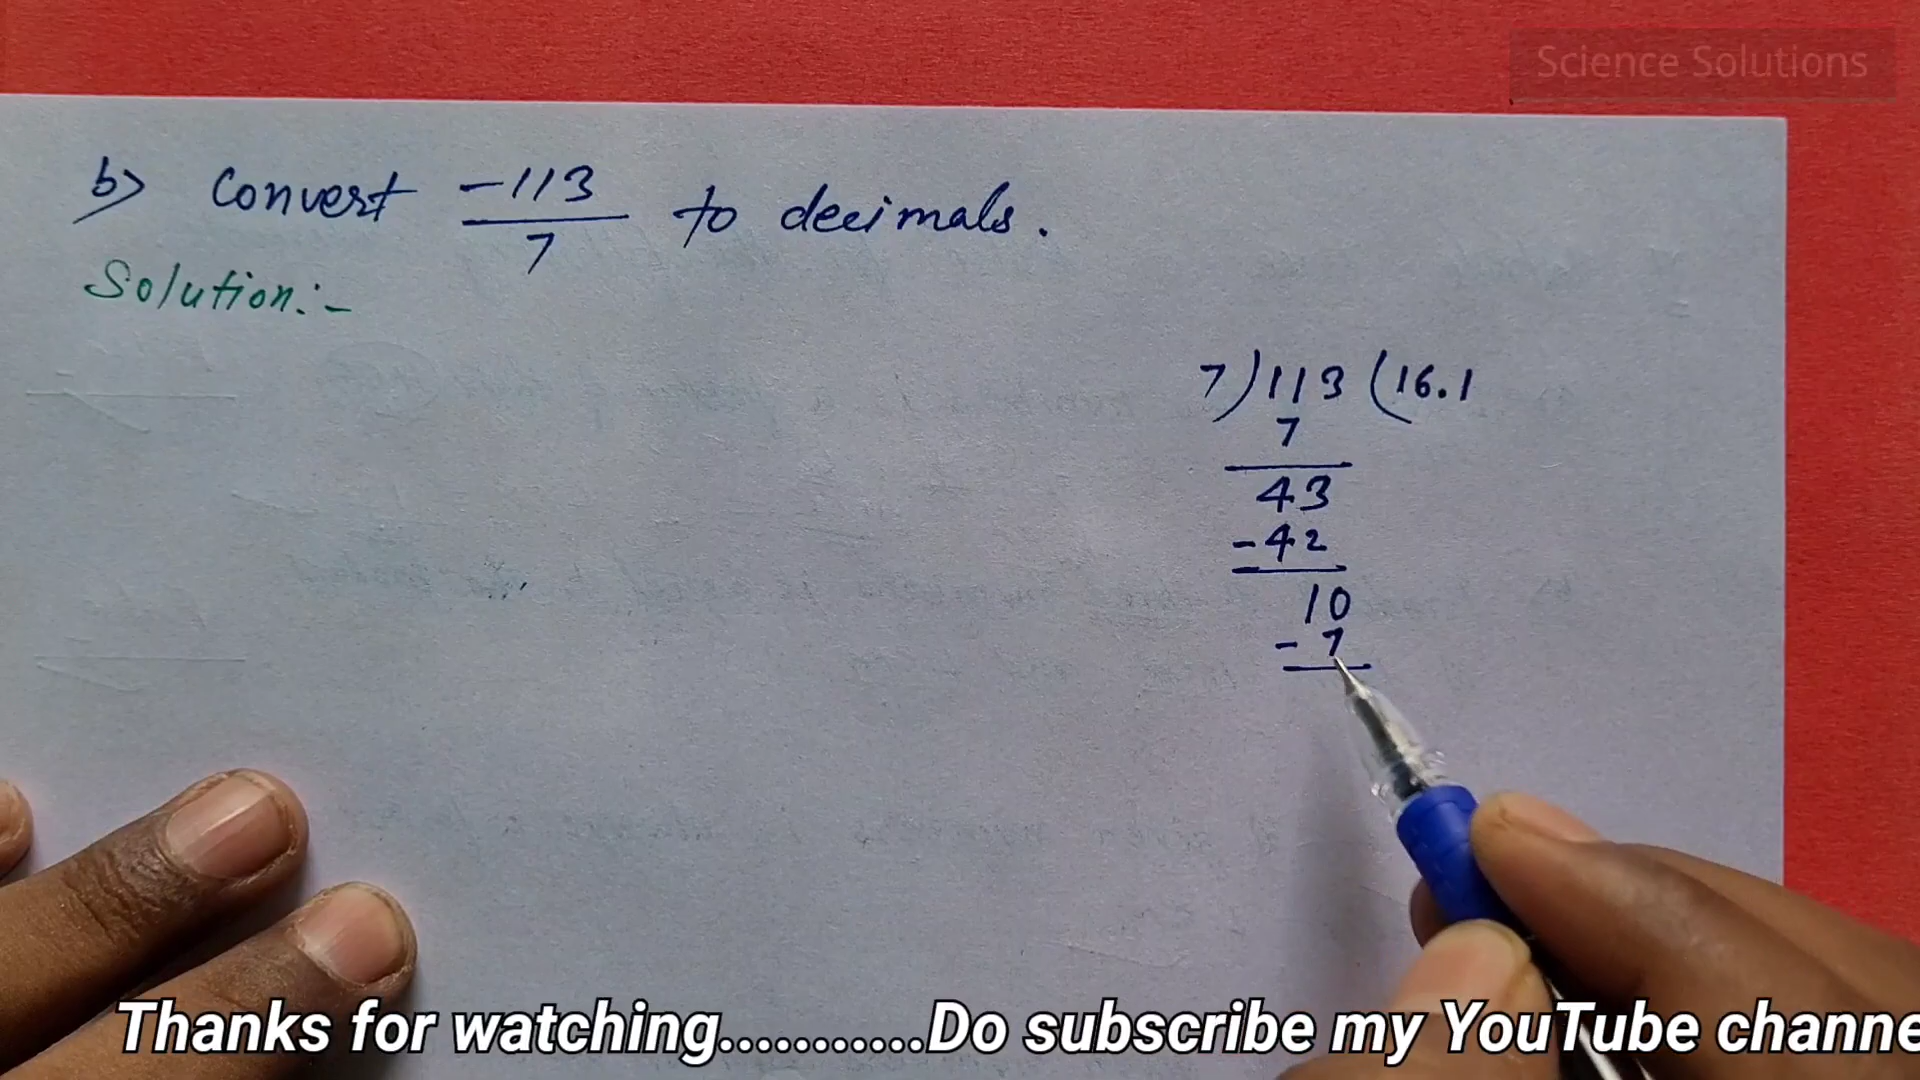 Science Solutions
b) Convert -113/7 to decimals.
Solution:-
7)113(16.1
7
43
-42
10
-7
Thanks for watching...........Do subscribe my YouTube channe